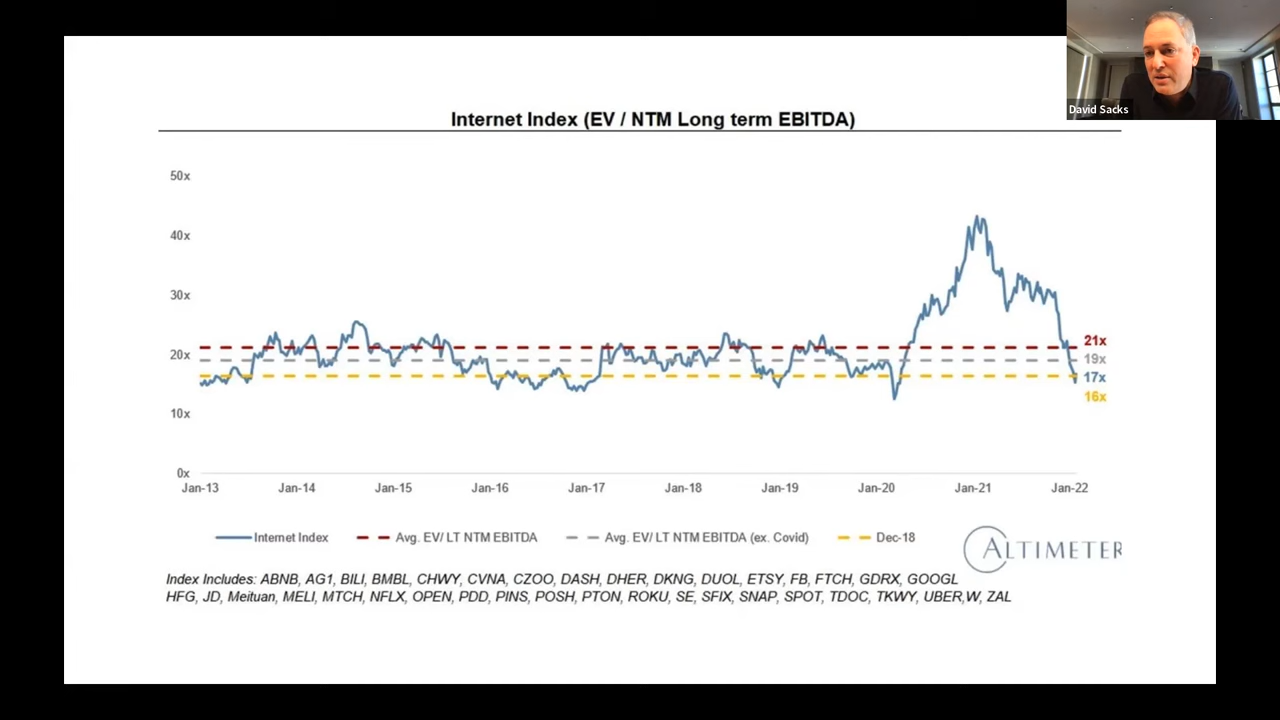 David Sacks
Internet Index (EV / NTM Long term EBITDA)
50x
40x
30x
20x
10x
0x
21x
19x
17x
16x
Jan-13 Jan-14 Jan-15 Jan-16 Jan-17 Jan-18 Jan-19 Jan-20 Jan-21 Jan-22
Internet Index Avg. EV/ LT NTM EBITDA Avg. EV/ LT NTM EBITDA (ex. Covid) Dec-18
ALTIMETER
Index Includes: ABNB, AG1, BILI, BMBL, CHWY, CVNA, CZOO, DASH, DHER, DKNG, DUOL, ETSY, FB, FTCH, GDRX, GOOGL
HFG, JD, Meituan, MELI, MTCH, NFLX, OPEN, PDD, PINS, POSH, PTON, ROKU, SE, SFIX, SNAP, SPOT, TDOC, TKWY, UBER,W, ZAL